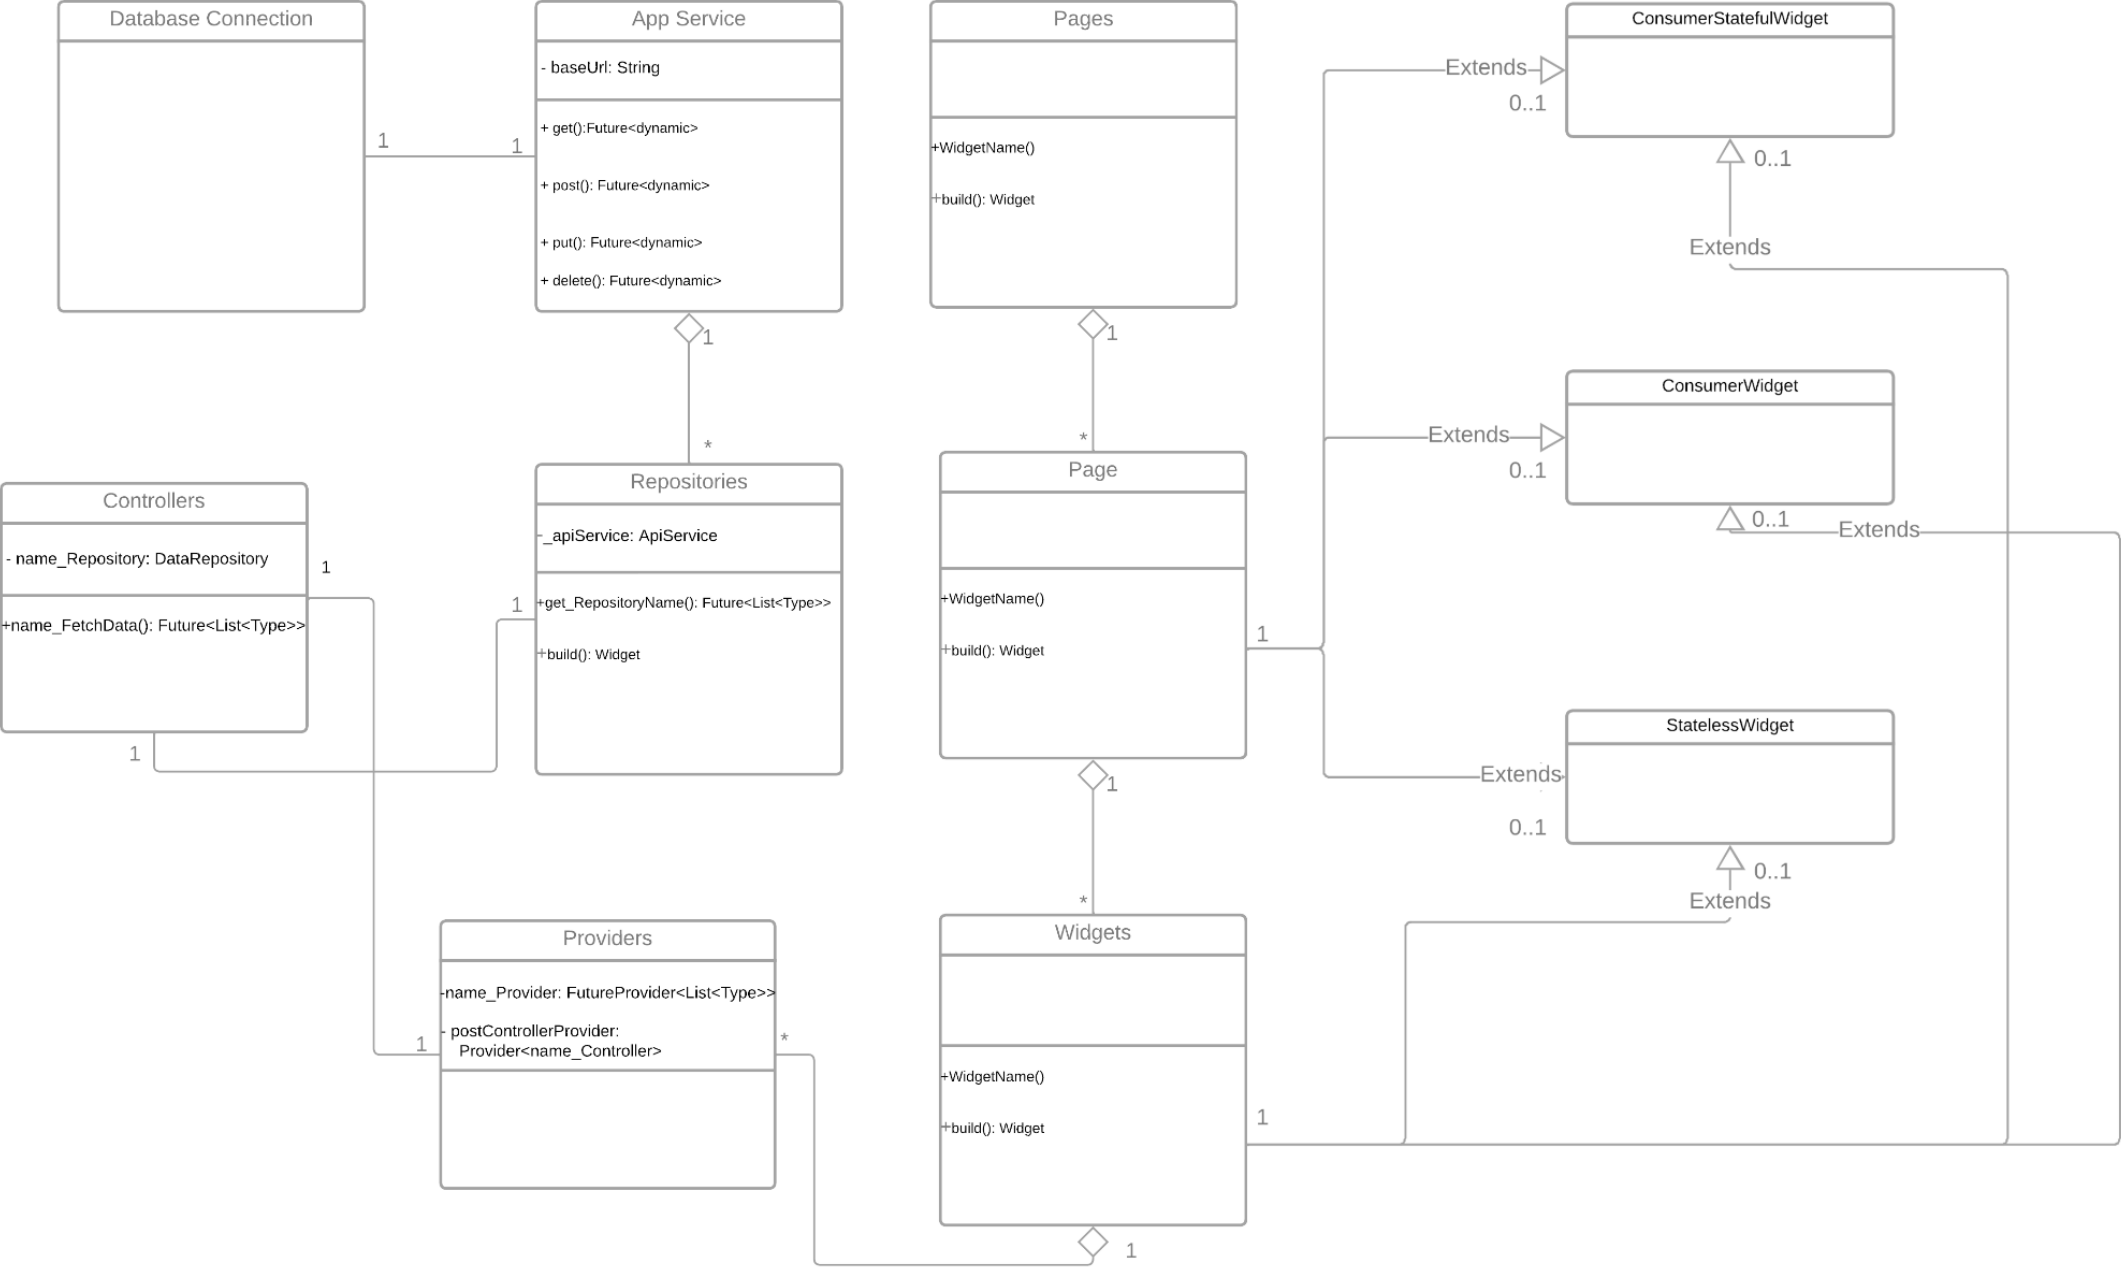 Database Connection
1
App Service
- baseUrl: String
+ get():Future<dynamic>
+ post(): Future<dynamic>
+ put(): Future<dynamic>
+ delete(): Future<dynamic>
1
1
*
Repositories
-_apiService: ApiService
+get_RepositoryName(): Future<List<Type>>
+build(): Widget
1
Controllers
- name_Repository: DataRepository
+name_FetchData(): Future<List<Type>>
1
1
Providers
-name_Provider: FutureProvider<List<Type>>
- postControllerProvider:
Provider<name_Controller>
1
*
Pages
+WidgetName()
+build(): Widget
1
*
Page
+WidgetName()
+build(): Widget
1
1
*
Widgets
+WidgetName()
+build(): Widget
1
1
ConsumerStatefulWidget
Extends
0..1
0..1
Extends
ConsumerWidget
Extends
0..1
0..1
Extends
StatelessWidget
Extends
0..1
0..1
Extends